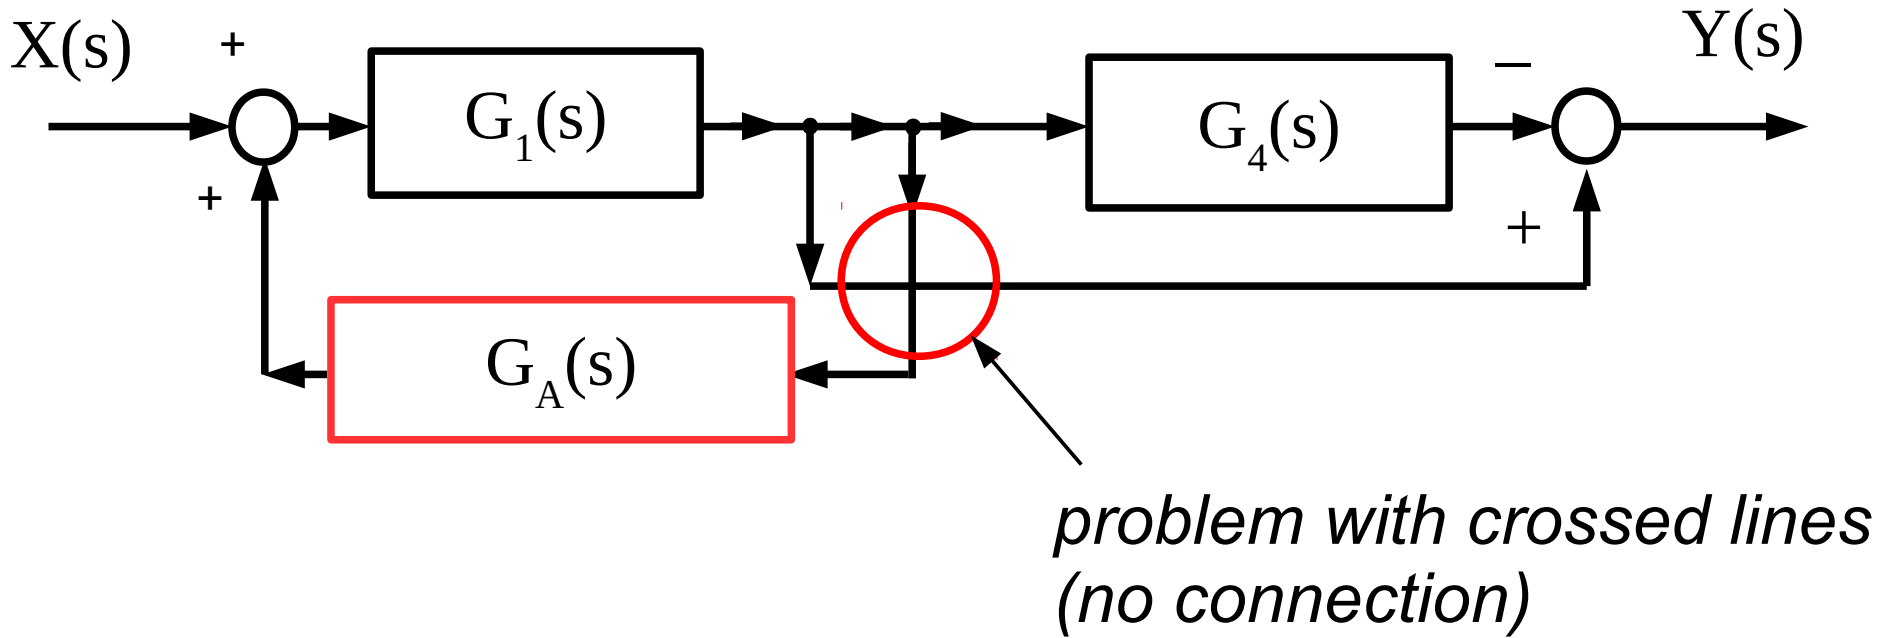 X(s)
+
G1(s)
G4(s)
−
Y(s)
+
+
GA(s)
problem with crossed lines
(no connection)